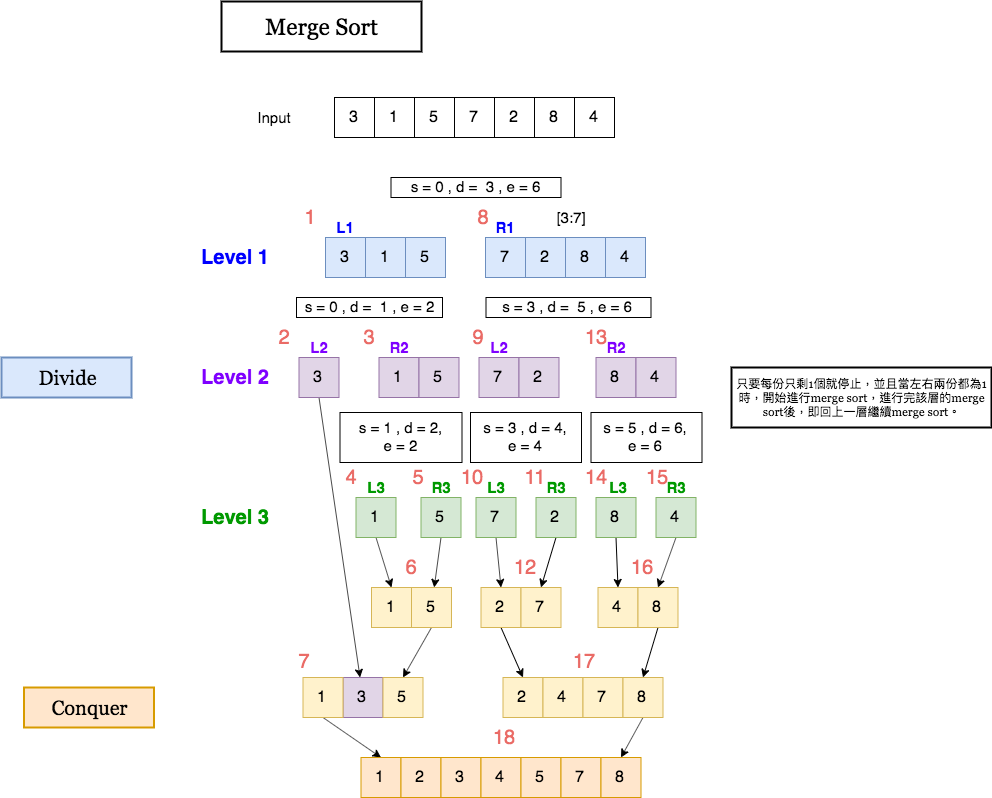 Merge Sort
Input 3 1 5 7 2 8 4
s = 0 , d = 3 , e = 6
1 8 [3:7]
L1 R1
Level 1 3 1 5 7 2 8 4
s = 0 , d = 1 , e = 2 s = 3 , d = 5 , e = 6
2 3 9 13
L2 R2 L2 R2
Divide Level 2 3 1 5 7 2 8 4
只要每份只剩1個就停止，並且當左右兩份都為1
時，開始進行merge sort，進行完該層的merge
sort後，即回上一層繼續merge sort。
s = 1 , d = 2, s = 3 , d = 4, s = 5 , d = 6,
e = 2 e = 4 e = 6
4 5 10 11 14 15
L3 R3 L3 R3 L3 R3
Level 3 1 5 7 2 8 4
6 12 16
1 5 2 7 4 8
7 17
Conquer 1 3 5 2 4 7 8
18
1 2 3 4 5 7 8